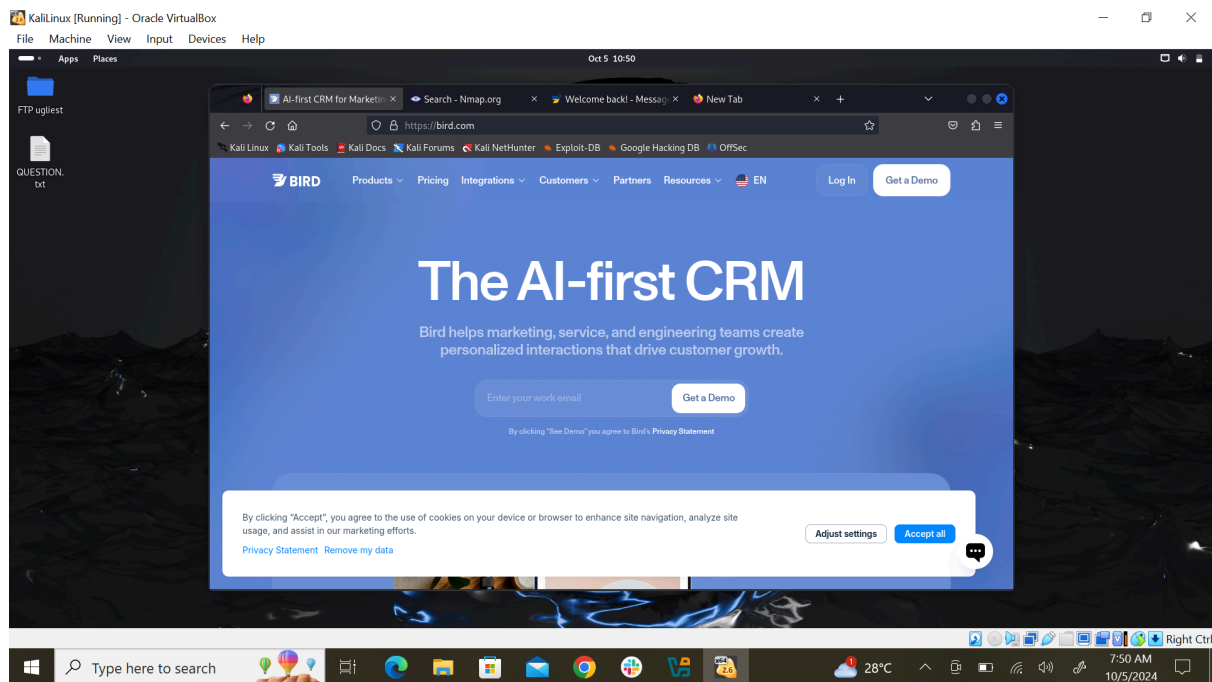 KaliLinux [Running] - Oracle VirtualBox
File Machine View Input Devices Help
Apps Places Oct 5 10:50
FTP ugliest
QUESTION.
txt
AI-first CRM for Marketin Search - Nmap.org Welcome back! - Messag New Tab
https://bird.com
Kali Linux Kali Tools Kali Docs Kali Forums Kali NetHunter Exploit-DB Google Hacking DB OffSec
BIRD Products Pricing Integrations Customers Partners Resources EN Log In Get a Demo
The AI-first CRM
Bird helps marketing, service, and engineering teams create
personalized interactions that drive customer growth.
Enter your work email Get a Demo
By clicking "See Demo" you agree to Bird's Privacy Statement
By clicking “Accept”, you agree to the use of cookies on your device or browser to enhance site navigation, analyze site
usage, and assist in our marketing efforts.
Privacy Statement Remove my data
Adjust settings Accept all
Right Ctrl
Type here to search
x64
2.6
1
28°C
7:50 AM
10/5/2024